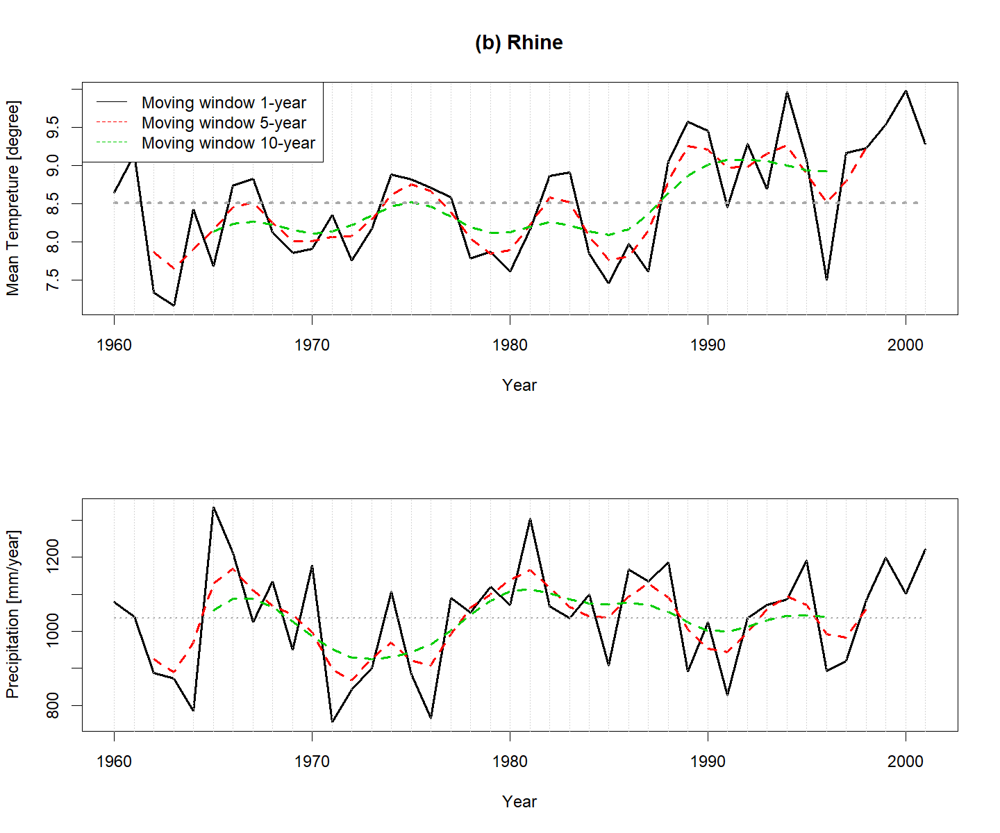 (b) Rhine
Mean Tempreture [degree]
7.5 8.0 8.5 9.0 9.5
Moving window 1-year
Moving window 5-year
Moving window 10-year
1960 1970 1980 1990 2000
Year
Precipitation [mm/year]
800 1000 1200
1960 1970 1980 1990 2000
Year